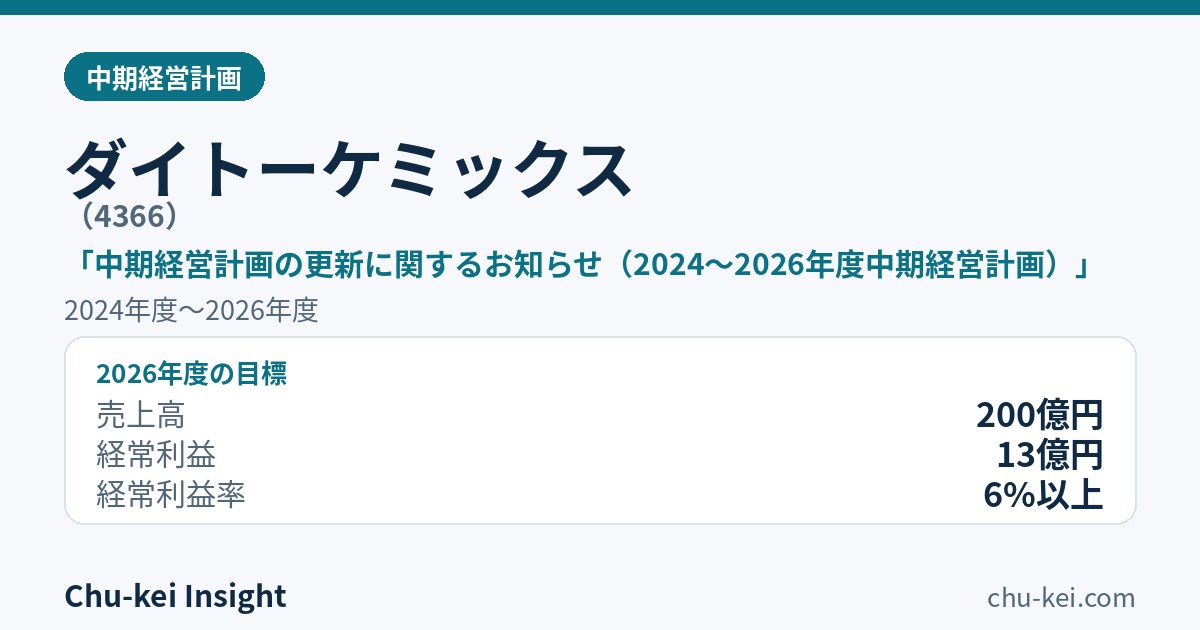 中期経営計画
ダイトーケミックス
（4366）
「中期経営計画の更新に関するお知らせ（2024～2026年度中期経営計画）」
2024年度～2026年度
2026年度の目標
売上高 200億円
経常利益 13億円
経常利益率 6%以上
Chu-kei Insight chu-kei.com